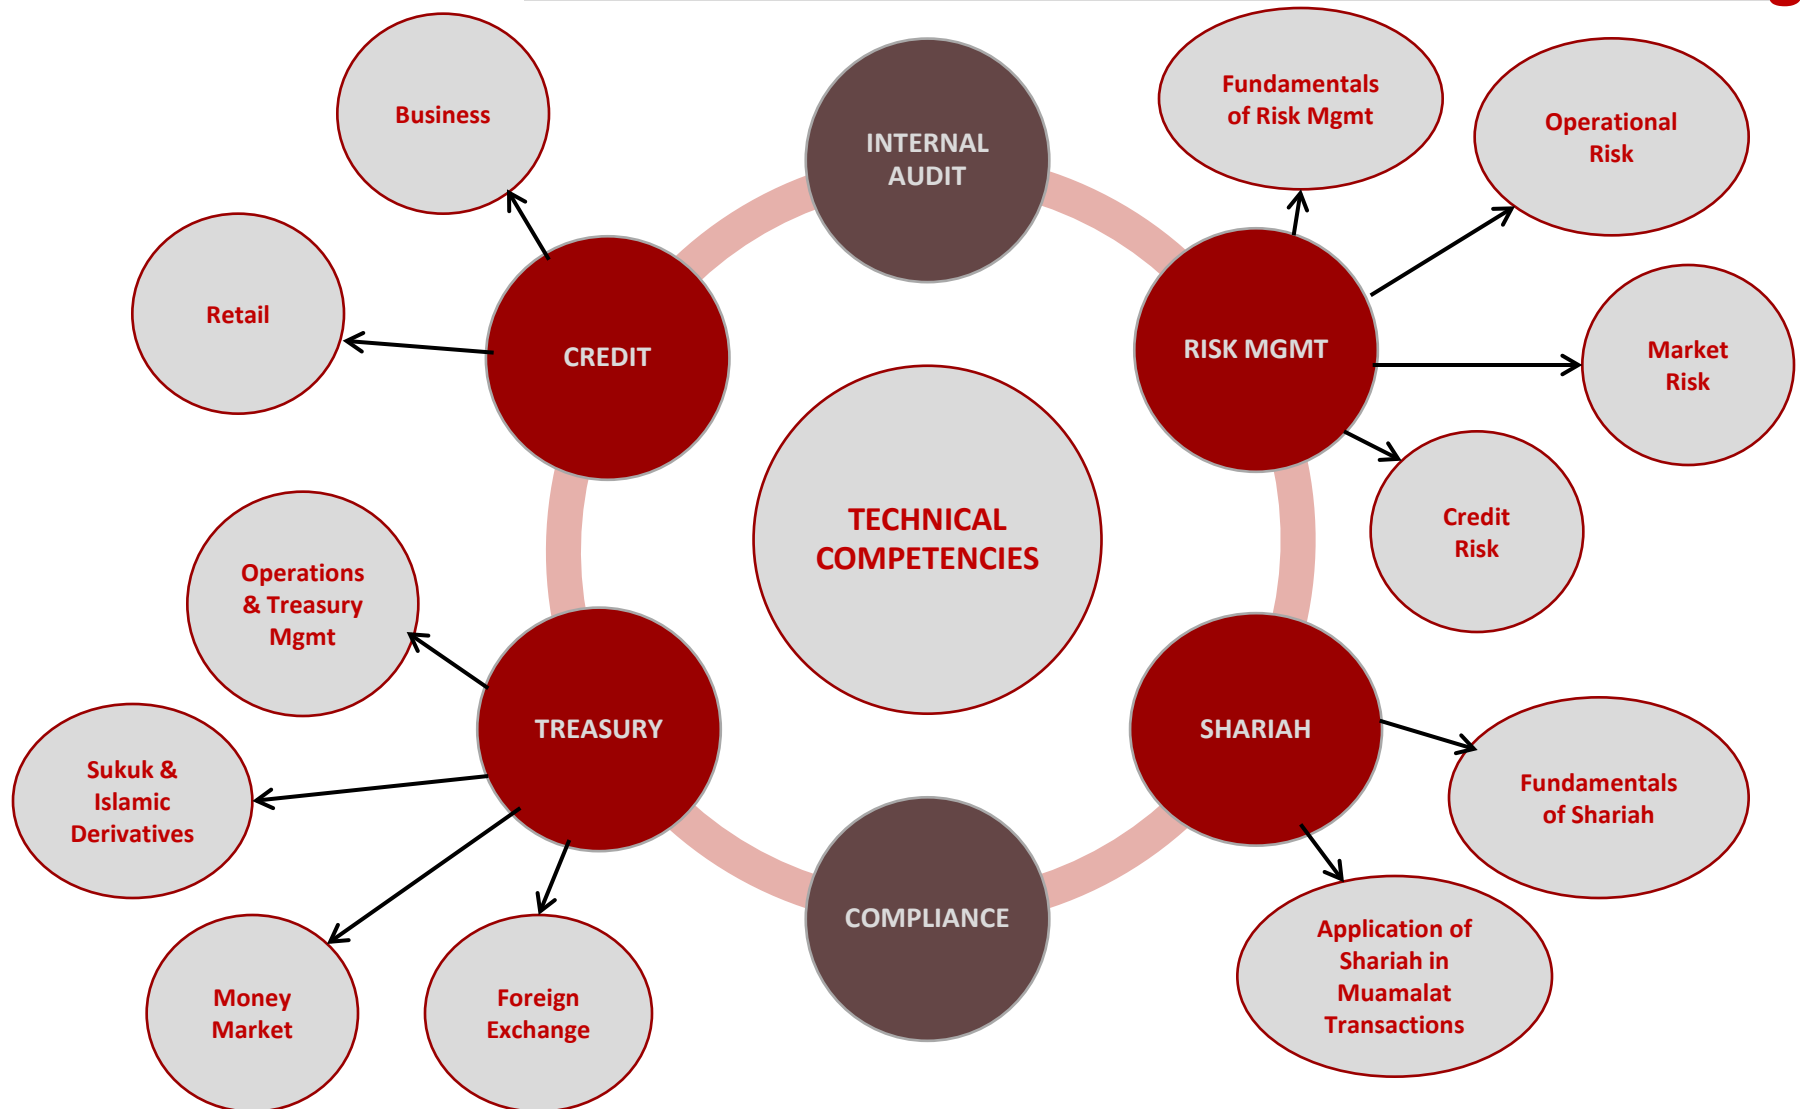 Business
INTERNAL
AUDIT
Fundamentals
of Risk Mgmt
Operational
Risk
Retail
CREDIT
RISK MGMT
Market
Risk
TECHNICAL
COMPETENCIES
Credit
Risk
Operations
& Treasury
Mgmt
TREASURY
SHARIAH
Sukuk &
Islamic
Derivatives
Fundamentals
of Shariah
COMPLIANCE
Application of
Shariah in
Muamalat
Transactions
Money
Market
Foreign
Exchange